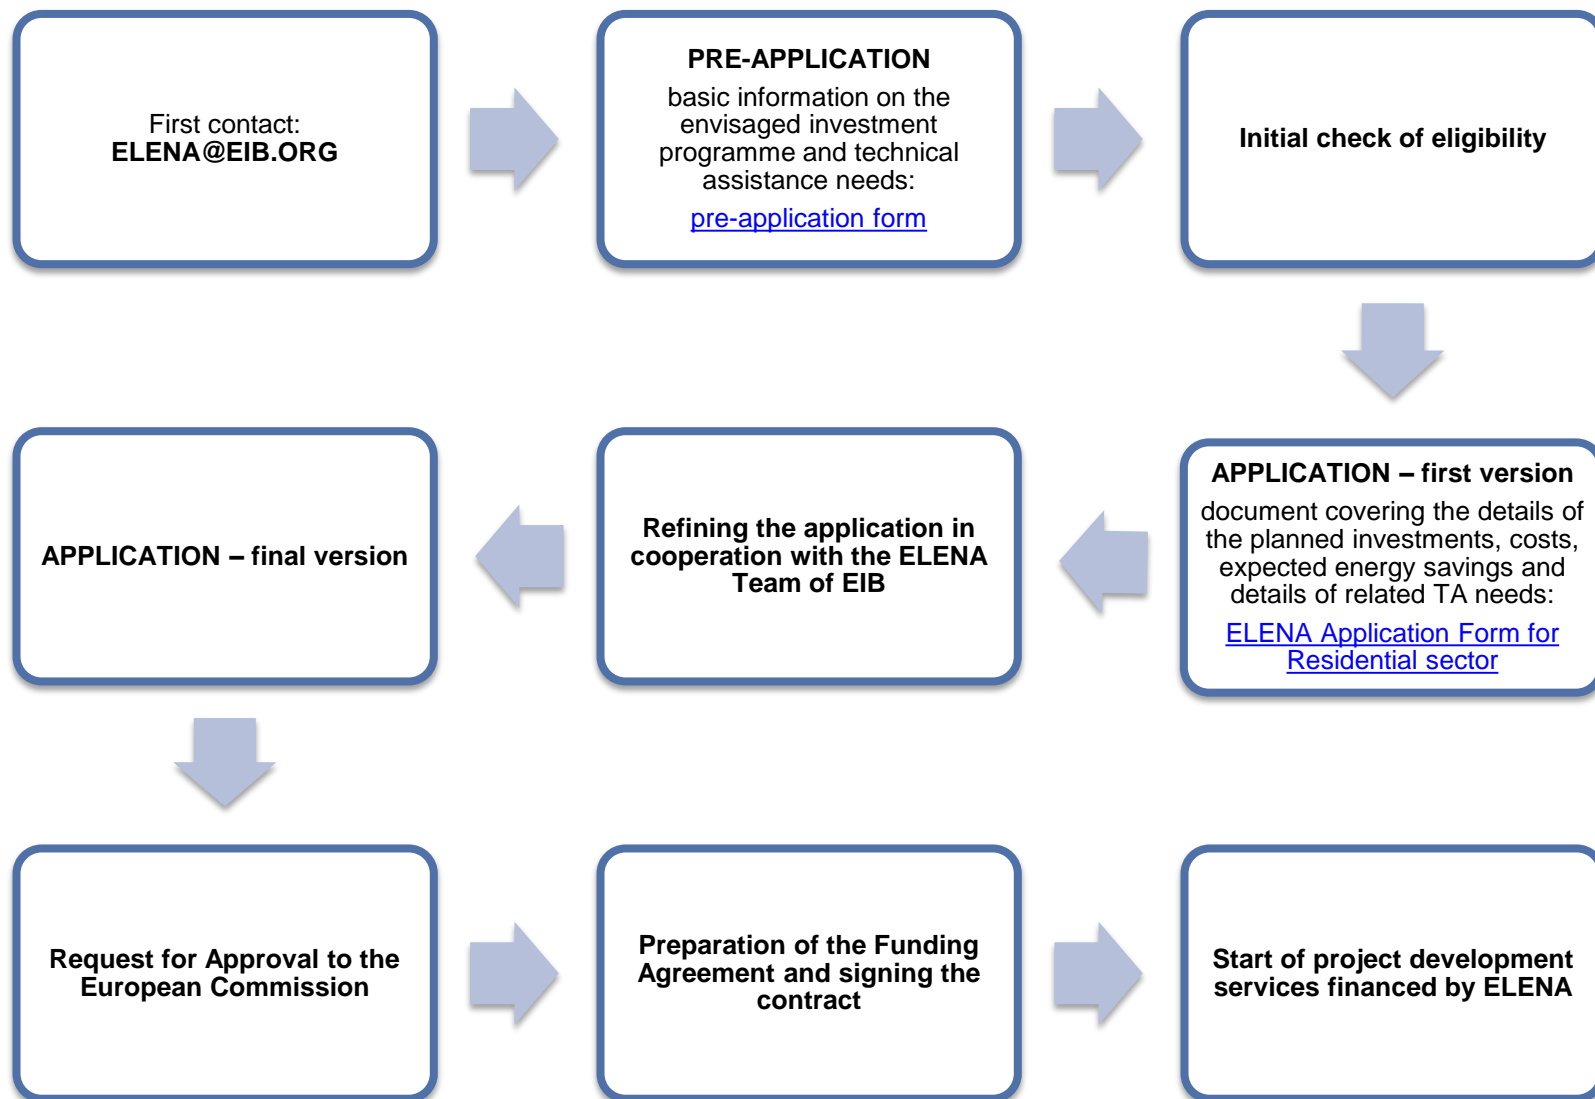 First contact:
ELENA@EIB.ORG
PRE-APPLICATION
basic information on the
envisaged investment
programme and technical
assistance needs:
pre-application form
Initial check of eligibility
APPLICATION – first version
document covering the details of
the planned investments, costs,
expected energy savings and
details of related TA needs:
ELENA Application Form for
Residential sector
Refining the application in
cooperation with the ELENA
Team of EIB
APPLICATION – final version
Request for Approval to the
European Commission
Preparation of the Funding
Agreement and signing the
contract
Start of project development
services financed by ELENA